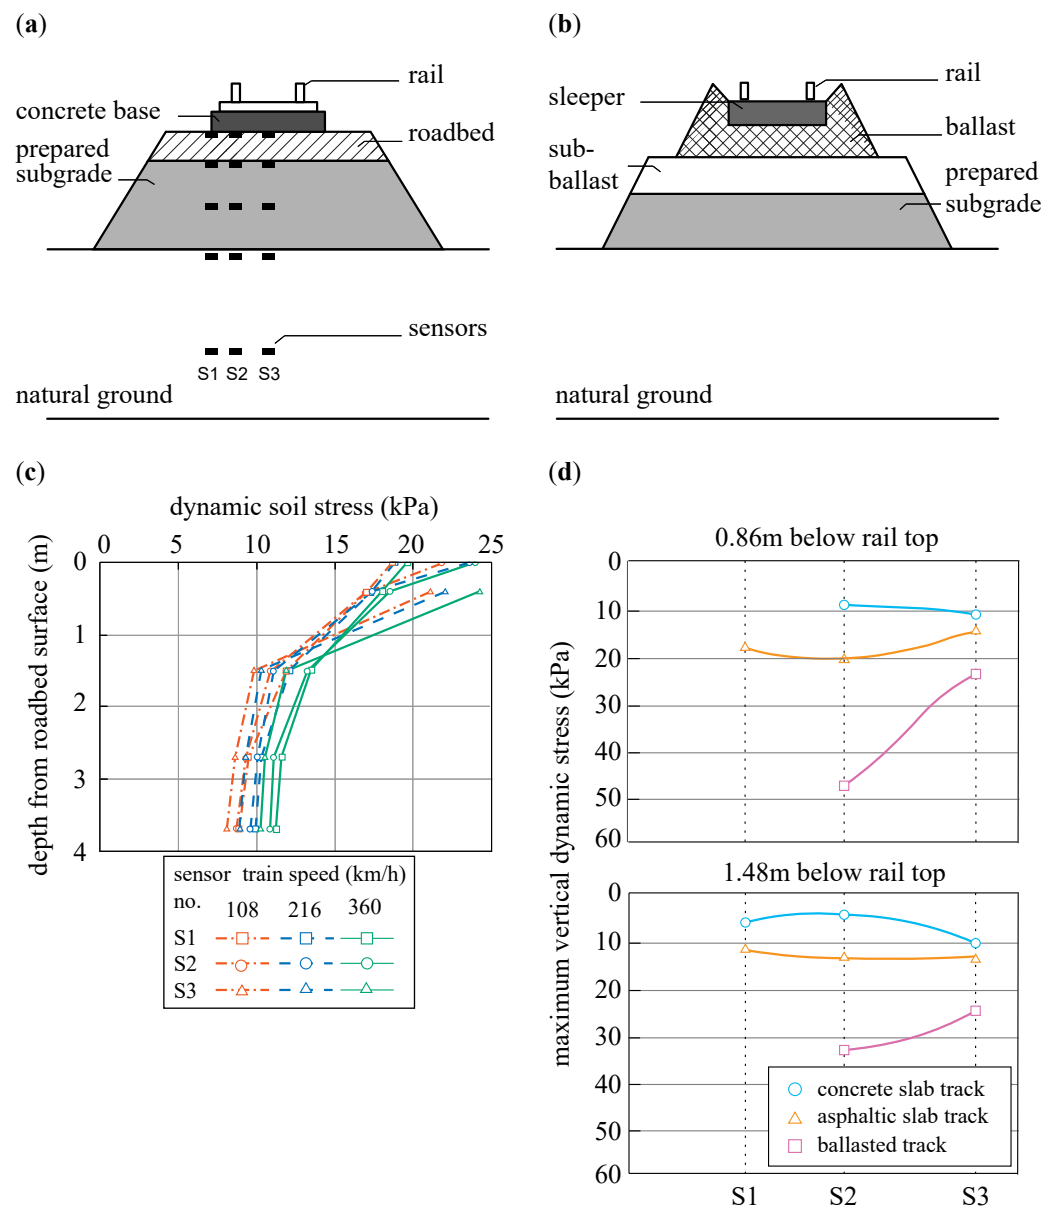 (a)
rail
concrete base
roadbed
prepared
subgrade
sensors
S1 S2 S3
natural ground
(b)
rail
sleeper
ballast
sub-
ballast
prepared
subgrade
natural ground
(c)
dynamic soil stress (kPa)
0 5 10 15 20 25
depth from roadbed surface (m)
0
1
2
3
4
sensor train speed (km/h)
no. 108 216 360
S1
S2
S3
(d)
maximum vertical dynamic stress (kPa)
0.86m below rail top
0
10
20
30
40
50
60
1.48m below rail top
0
10
20
30
40
50
60
concrete slab track
asphaltic slab track
ballasted track
S1 S2 S3